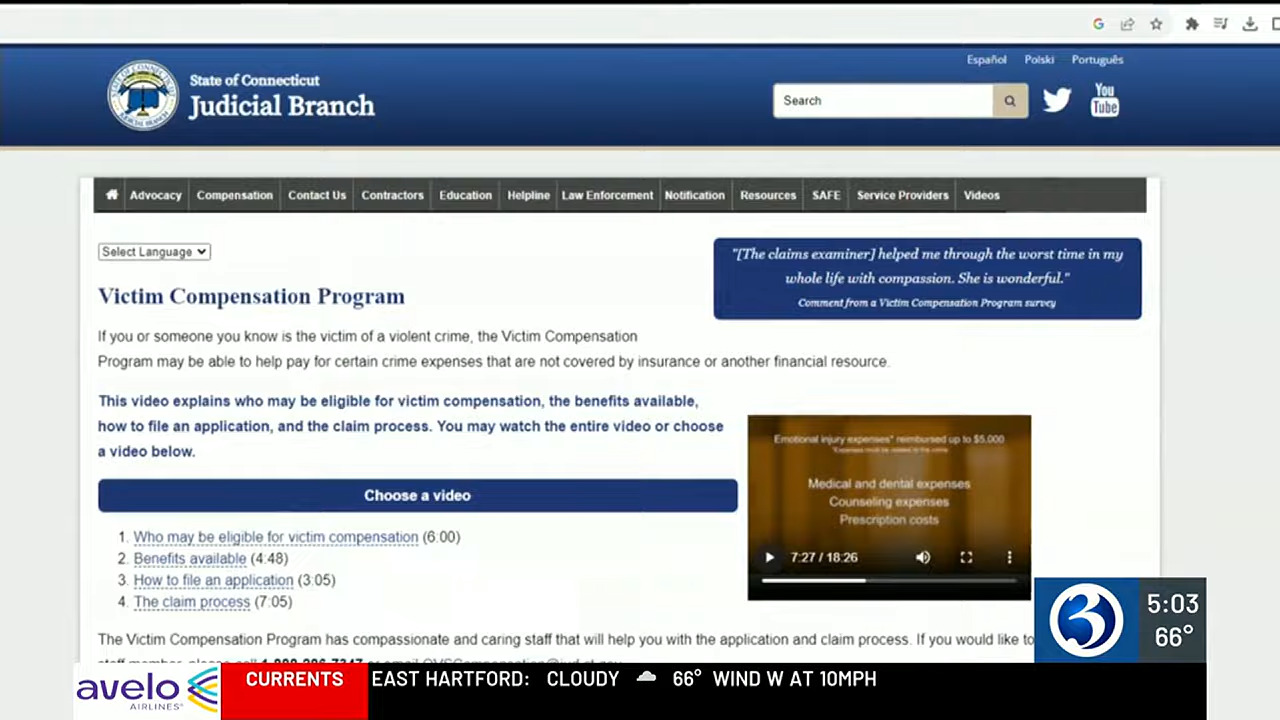 Español Polski Português
State of Connecticut
Judicial Branch
Search
You
Tube
Advocacy Compensation Contact Us Contractors Education Helpline Law Enforcement Notification Resources SAFE Service Providers Videos
Select Language
"[The claims examiner] helped me through the worst time in my
whole life with compassion. She is wonderful."
Comment from a Victim Compensation Program survey
Victim Compensation Program
If you or someone you know is the victim of a violent crime, the Victim Compensation
Program may be able to help pay for certain crime expenses that are not covered by insurance or another financial resource.
This video explains who may be eligible for victim compensation, the benefits available,
how to file an application, and the claim process. You may watch the entire video or choose
a video below.
Emotional injury expenses* reimbursed up to $5,000
Medical and dental expenses
Counseling expenses
Prescription costs
7:27 / 18:26
Choose a video
1. Who may be eligible for victim compensation (6:00)
2. Benefits available (4:48)
3. How to file an application (3:05)
4. The claim process (7:05)
The Victim Compensation Program has compassionate and caring staff that will help you with the application and claim process. If you would like to
3
5:03
66°
avelo
AIRLINES
CURRENTS
EAST HARTFORD: CLOUDY 66° WIND W AT 10MPH